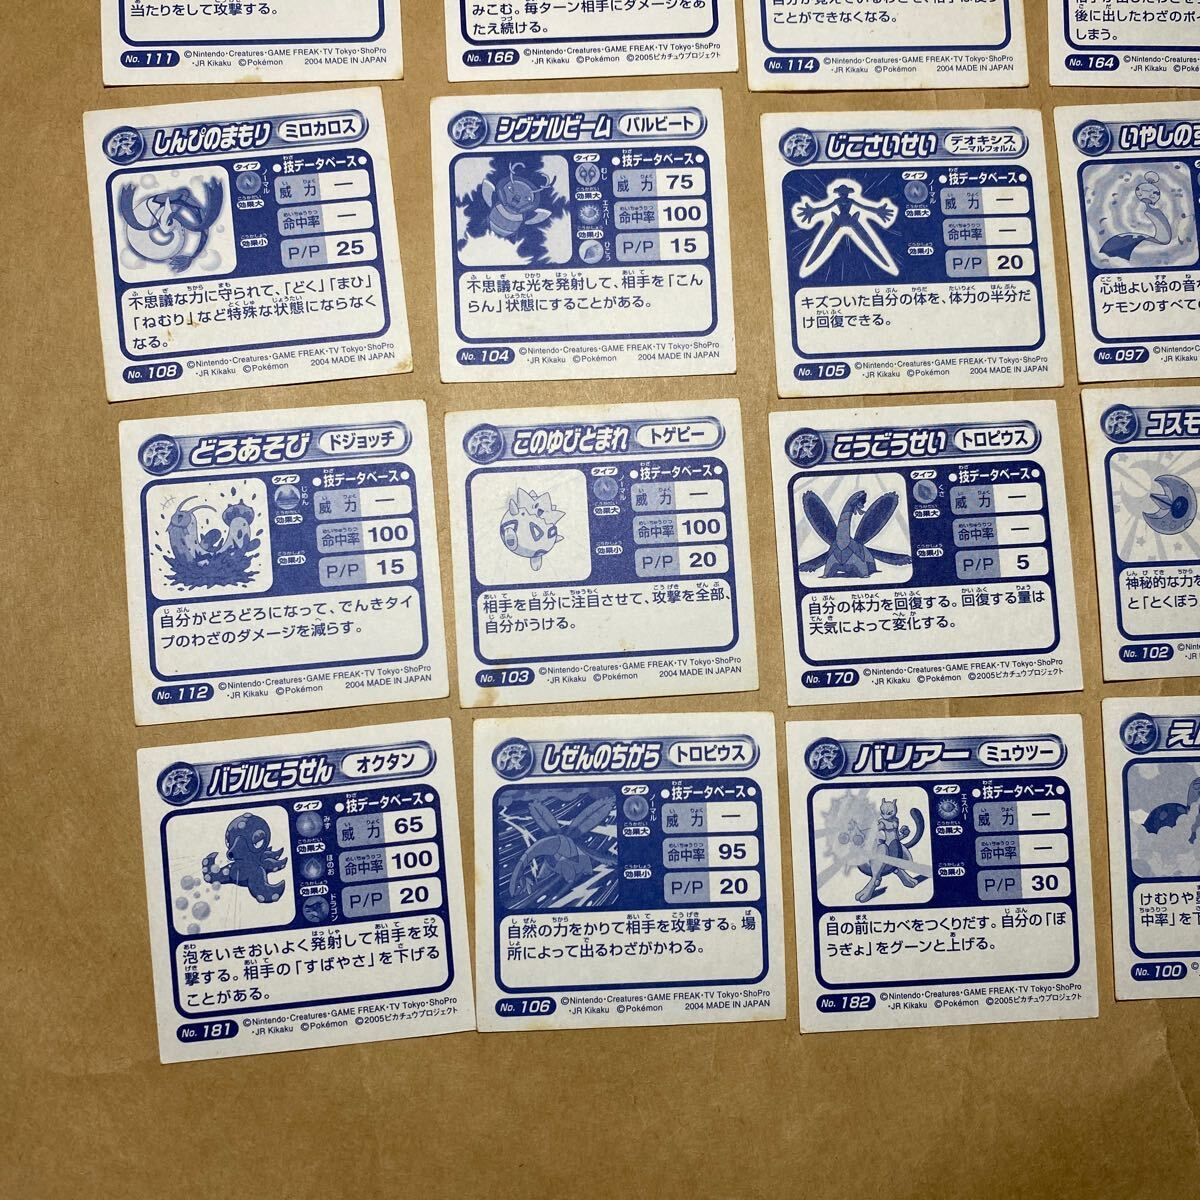 当たりをして攻撃する。
No. 111
©Nintendo・Creatures・GAME FREAK・TV Tokyo・ShoPro
・JR Kikaku ©Pokémon 2004 MADE IN JAPAN
みこむ。毎ターン相手にダメージをあ
たえ続ける。
No. 166
©Nintendo・Creatures・GAME FREAK・TV Tokyo・ShoPro
・JR Kikaku ©Pokémon ©2005ピカチュウプロジェクト
ことができなくなる。
No. 114
©Nintendo・Creatures・GAME FREAK・TV Tokyo・ShoPro
・JR Kikaku ©Pokémon 2004 MADE IN JAPAN
後に出したわざのポ
しまう。
No. 164
技 しんぴのまもり ミロカロス
タイプ ノーマル
効果大
効果小
●技データベース●
威力 ー
命中率 ー
P/P 25
不思議な力に守られて、「どく」「まひ」
「ねむり」など特殊な状態にならなく
なる。
No. 108
©Nintendo・Creatures・GAME FREAK・TV Tokyo・ShoPro
・JR Kikaku ©Pokémon 2004 MADE IN JAPAN
技 シグナルビーム バルビート
タイプ むし
効果大 エスパー
効果小 ひこう
●技データベース●
威力 75
命中率 100
P/P 15
不思議な光を発射して、相手を「こん
らん」状態にすることがある。
No. 104
©Nintendo・Creatures・GAME FREAK・TV Tokyo・ShoPro
・JR Kikaku ©Pokémon 2004 MADE IN JAPAN
技 じこさいせい デオキシス
ノーマルフォルム
タイプ ノーマル
効果大
効果小
●技データベース●
威力 ー
命中率 ー
P/P 20
キズついた自分の体を、体力の半分だ
け回復できる。
No. 105
©Nintendo・Creatures・GAME FREAK・TV Tokyo・ShoPro
・JR Kikaku ©Pokémon 2004 MADE IN JAPAN
技 いやしのす
心地よい鈴の音
ケモンのすべての
No. 097
技 どろあそび ドジョッチ
タイプ じめん
効果大
効果小
●技データベース●
威力 ー
命中率 100
P/P 15
自分がどろどろになって、でんきタイ
プのわざのダメージを減らす。
No. 112
©Nintendo・Creatures・GAME FREAK・TV Tokyo・ShoPro
・JR Kikaku ©Pokémon 2004 MADE IN JAPAN
技 このゆびとまれ トゲピー
タイプ ノーマル
効果大
効果小
●技データベース●
威力 ー
命中率 100
P/P 20
相手を自分に注目させて、攻撃を全部、
自分がうける。
No. 103
©Nintendo・Creatures・GAME FREAK・TV Tokyo・ShoPro
・JR Kikaku ©Pokémon 2004 MADE IN JAPAN
技 こうごうせい トロピウス
タイプ くさ
効果大
効果小
●技データベース●
威力 ー
命中率 ー
P/P 5
自分の体力を回復する。回復する量は
天気によって変化する。
No. 170
©Nintendo・Creatures・GAME FREAK・TV Tokyo・ShoPro
・JR Kikaku ©Pokémon ©2005ピカチュウプロジェクト
技 コスモ
神秘的な力を
と「とくぼう
No. 102
技 バブルこうせん オクタン
タイプ みず
効果大 ほのお
効果小 ドラゴン
●技データベース●
威力 65
命中率 100
P/P 20
泡をいきおいよく発射して相手を攻
撃する。相手の「すばやさ」を下げる
ことがある。
No. 181
©Nintendo・Creatures・GAME FREAK・TV Tokyo・ShoPro
・JR Kikaku ©Pokémon ©2005ピカチュウプロジェクト
技 しぜんのちから トロピウス
タイプ ノーマル
効果大
効果小
●技データベース●
威力 ー
命中率 95
P/P 20
自然の力をかりて相手を攻撃する。場
所によって出るわざがかわる。
No. 106
©Nintendo・Creatures・GAME FREAK・TV Tokyo・ShoPro
・JR Kikaku ©Pokémon 2004 MADE IN JAPAN
技 バリアー ミュウツー
タイプ エスパー
効果大
効果小
●技データベース●
威力 ー
命中率 ー
P/P 30
目の前にカベをつくりだす。自分の「ぼ
うぎょ」をグーンと上げる。
No. 182
©Nintendo・Creatures・GAME FREAK・TV Tokyo・ShoPro
・JR Kikaku ©Pokémon ©2005ピカチュウプロジェクト
技 えん
けむりや
中率」を下
No. 100